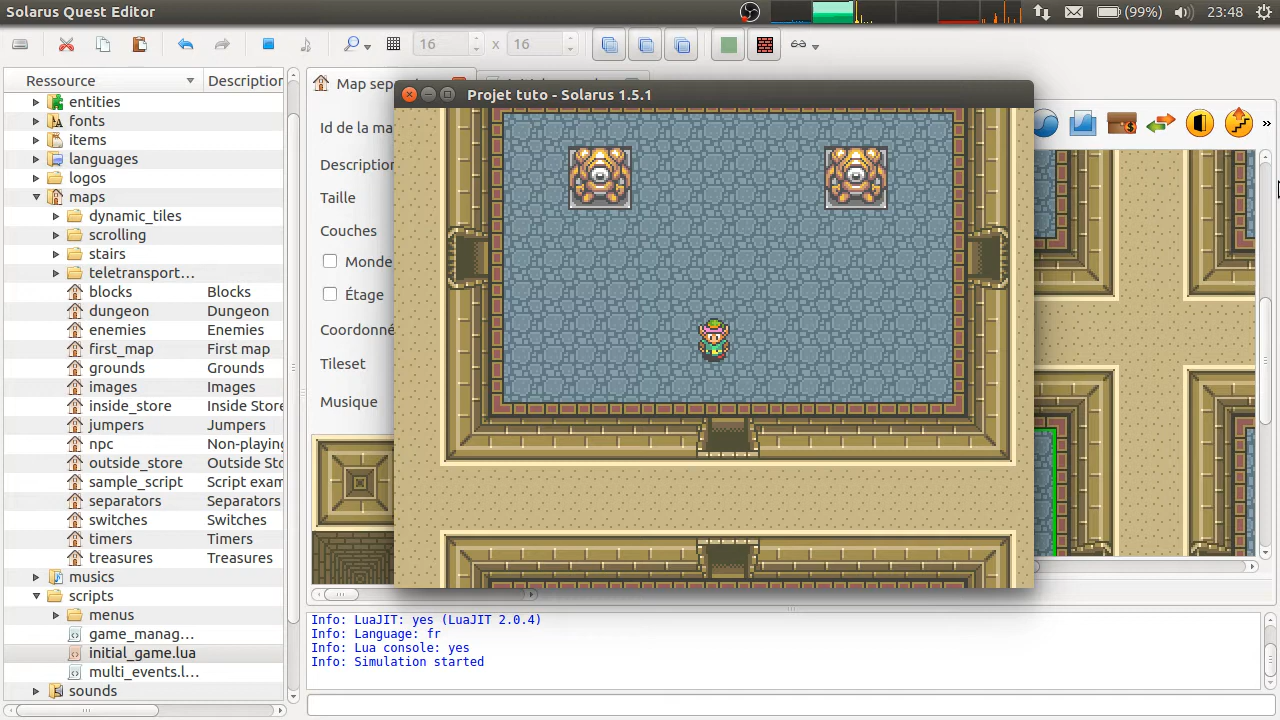 Solarus Quest Editor
(99%)
23:48
16 x 16
Ressource
Descriptior
entities
fonts
items
languages
logos
maps
dynamic_tiles
scrolling
stairs
teletransport...
blocks Blocks
dungeon Dungeon
enemies Enemies
first_map First map
grounds Grounds
images Images
inside_store Inside Store
jumpers Jumpers
npc Non-playing
outside_store Outside Sto
sample_script Script exam
separators Separators
switches Switches
timers Timers
treasures Treasures
musics
scripts
menus
game_manag...
initial_game.lua
multi_events.l...
sounds
Map sep
Id de la ma
Description
Taille
Couches
Monde
Étage
Coordonné
Tileset
Musique
Projet tuto - Solarus 1.5.1
»
Info: LuaJIT: yes (LuaJIT 2.0.4)
Info: Language: fr
Info: Lua console: yes
Info: Simulation started